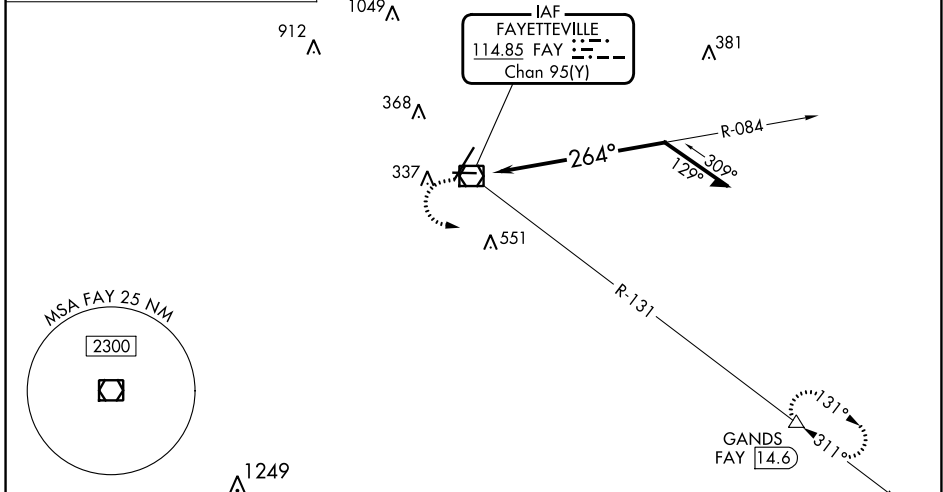 1049
912
IAF
FAYETTEVILLE
114.85 FAY
Chan 95(Y)
381
368
R-084
264°
309°
129°
337
551
R-131
MSA FAY 25 NM
2300
131°
311°
GANDS
FAY 14.6
1249